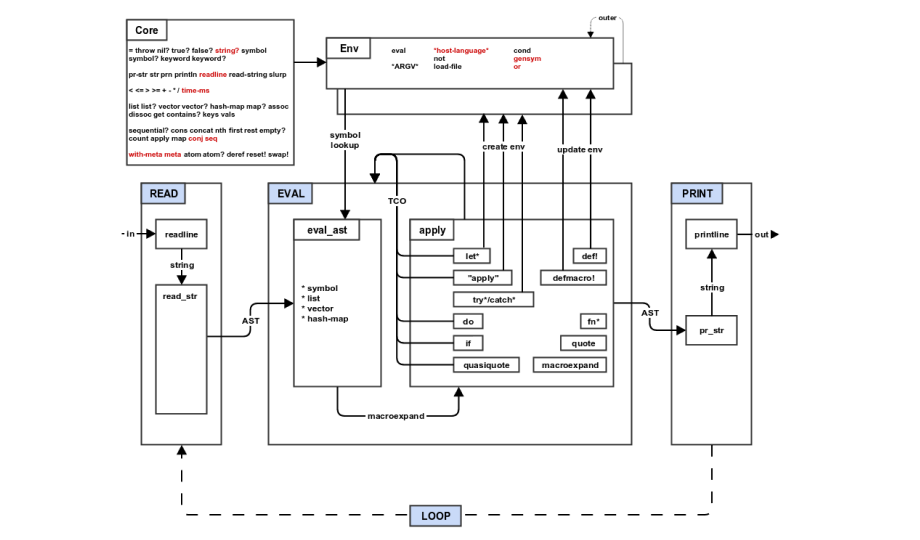 Core
= throw nil? true? false? string? symbol
symbol? keyword keyword?
pr-str str prn println readline read-string slurp
< <= > >= + - * / time-ms
list list? vector vector? hash-map map? assoc
dissoc get contains? keys vals
sequential? cons concat nth first rest empty?
count apply map conj seq
with-meta meta atom atom? deref reset! swap!
outer
Env
eval *host-language* cond
not gensym
*ARGV* load-file or
symbol
lookup
create env
update env
READ
in
readline
string
read_str
AST
EVAL
TCO
eval_ast
* symbol
* list
* vector
* hash-map
apply
let*
def!
"apply"
defmacro!
try*/catch*
do
fn*
if
quote
quasiquote
macroexpand
macroexpand
AST
PRINT
printline
out
string
pr_str
LOOP